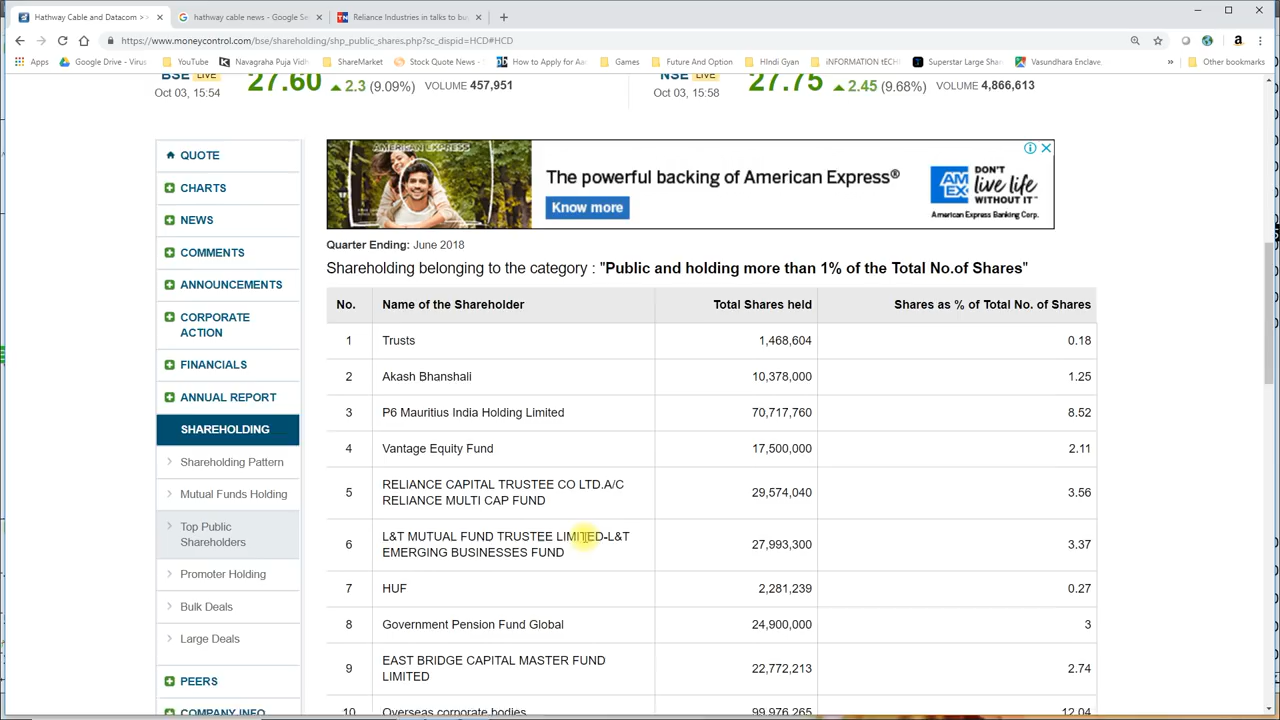 Hathway Cable and Datacom >>
hathway cable news - Google Se
Reliance Industries in talks to bu
https://www.moneycontrol.com/bse/shareholding/shp_public_shares.php?sc_dispid=HCD#HCD
Apps
Google Drive - Virus
YouTube
Navagraha Puja Vidh
ShareMarket
Stock Quote News -
How to Apply for Aa
Games
Future And Option
HIndi Gyan
iNFORMATION tECH
Superstar Large Shar
Vasundhara Enclave,
»
Other bookmarks
BSE LIVE
27.60 2.3 (9.09%) VOLUME 457,951
Oct 03, 15:54
NSE LIVE
27.75 2.45 (9.68%) VOLUME 4,866,613
Oct 03, 15:58
QUOTE
CHARTS
NEWS
COMMENTS
ANNOUNCEMENTS
CORPORATE
ACTION
FINANCIALS
ANNUAL REPORT
SHAREHOLDING
Shareholding Pattern
Mutual Funds Holding
Top Public
Shareholders
Promoter Holding
Bulk Deals
Large Deals
PEERS
COMPANY INFO
AMERICAN EXPRESS
The powerful backing of American Express®
Know more
AM
EX
DON'T
live life
WITHOUT IT™
American Express Banking Corp.
Quarter Ending: June 2018
Shareholding belonging to the category : "Public and holding more than 1% of the Total No.of Shares"
No. Name of the Shareholder Total Shares held Shares as % of Total No. of Shares
1 Trusts 1,468,604 0.18
2 Akash Bhanshali 10,378,000 1.25
3 P6 Mauritius India Holding Limited 70,717,760 8.52
4 Vantage Equity Fund 17,500,000 2.11
5 RELIANCE CAPITAL TRUSTEE CO LTD.A/C
RELIANCE MULTI CAP FUND 29,574,040 3.56
6 L&T MUTUAL FUND TRUSTEE LIMITED-L&T
EMERGING BUSINESSES FUND 27,993,300 3.37
7 HUF 2,281,239 0.27
8 Government Pension Fund Global 24,900,000 3
9 EAST BRIDGE CAPITAL MASTER FUND
LIMITED 22,772,213 2.74
10 Overseas corporate bodies 99,976,265 12.04